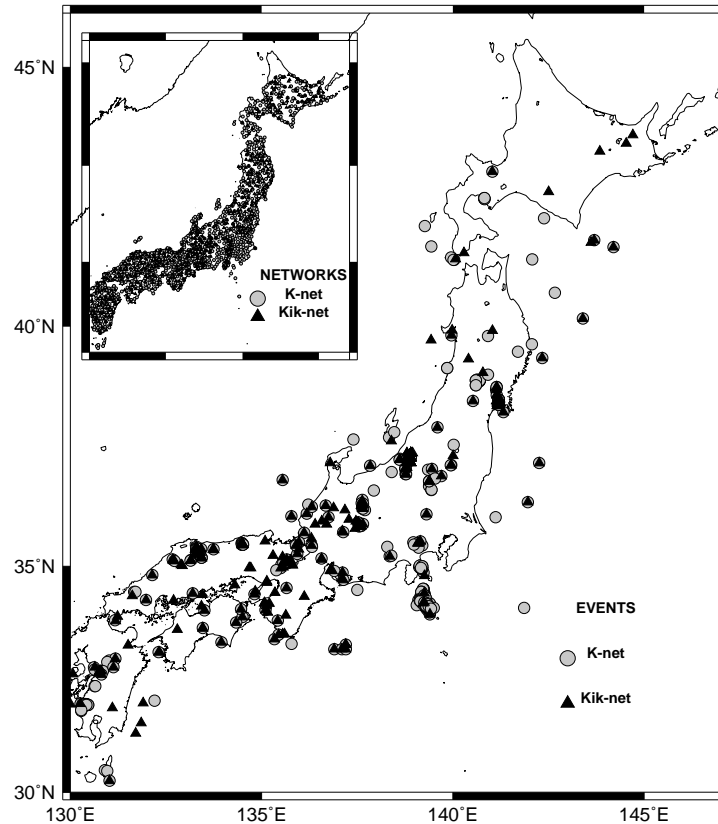 45°N
NETWORKS
K-net
Kik-net
40°N
35°N
EVENTS
K-net
Kik-net
30°N
130°E
135°E
140°E
145°E